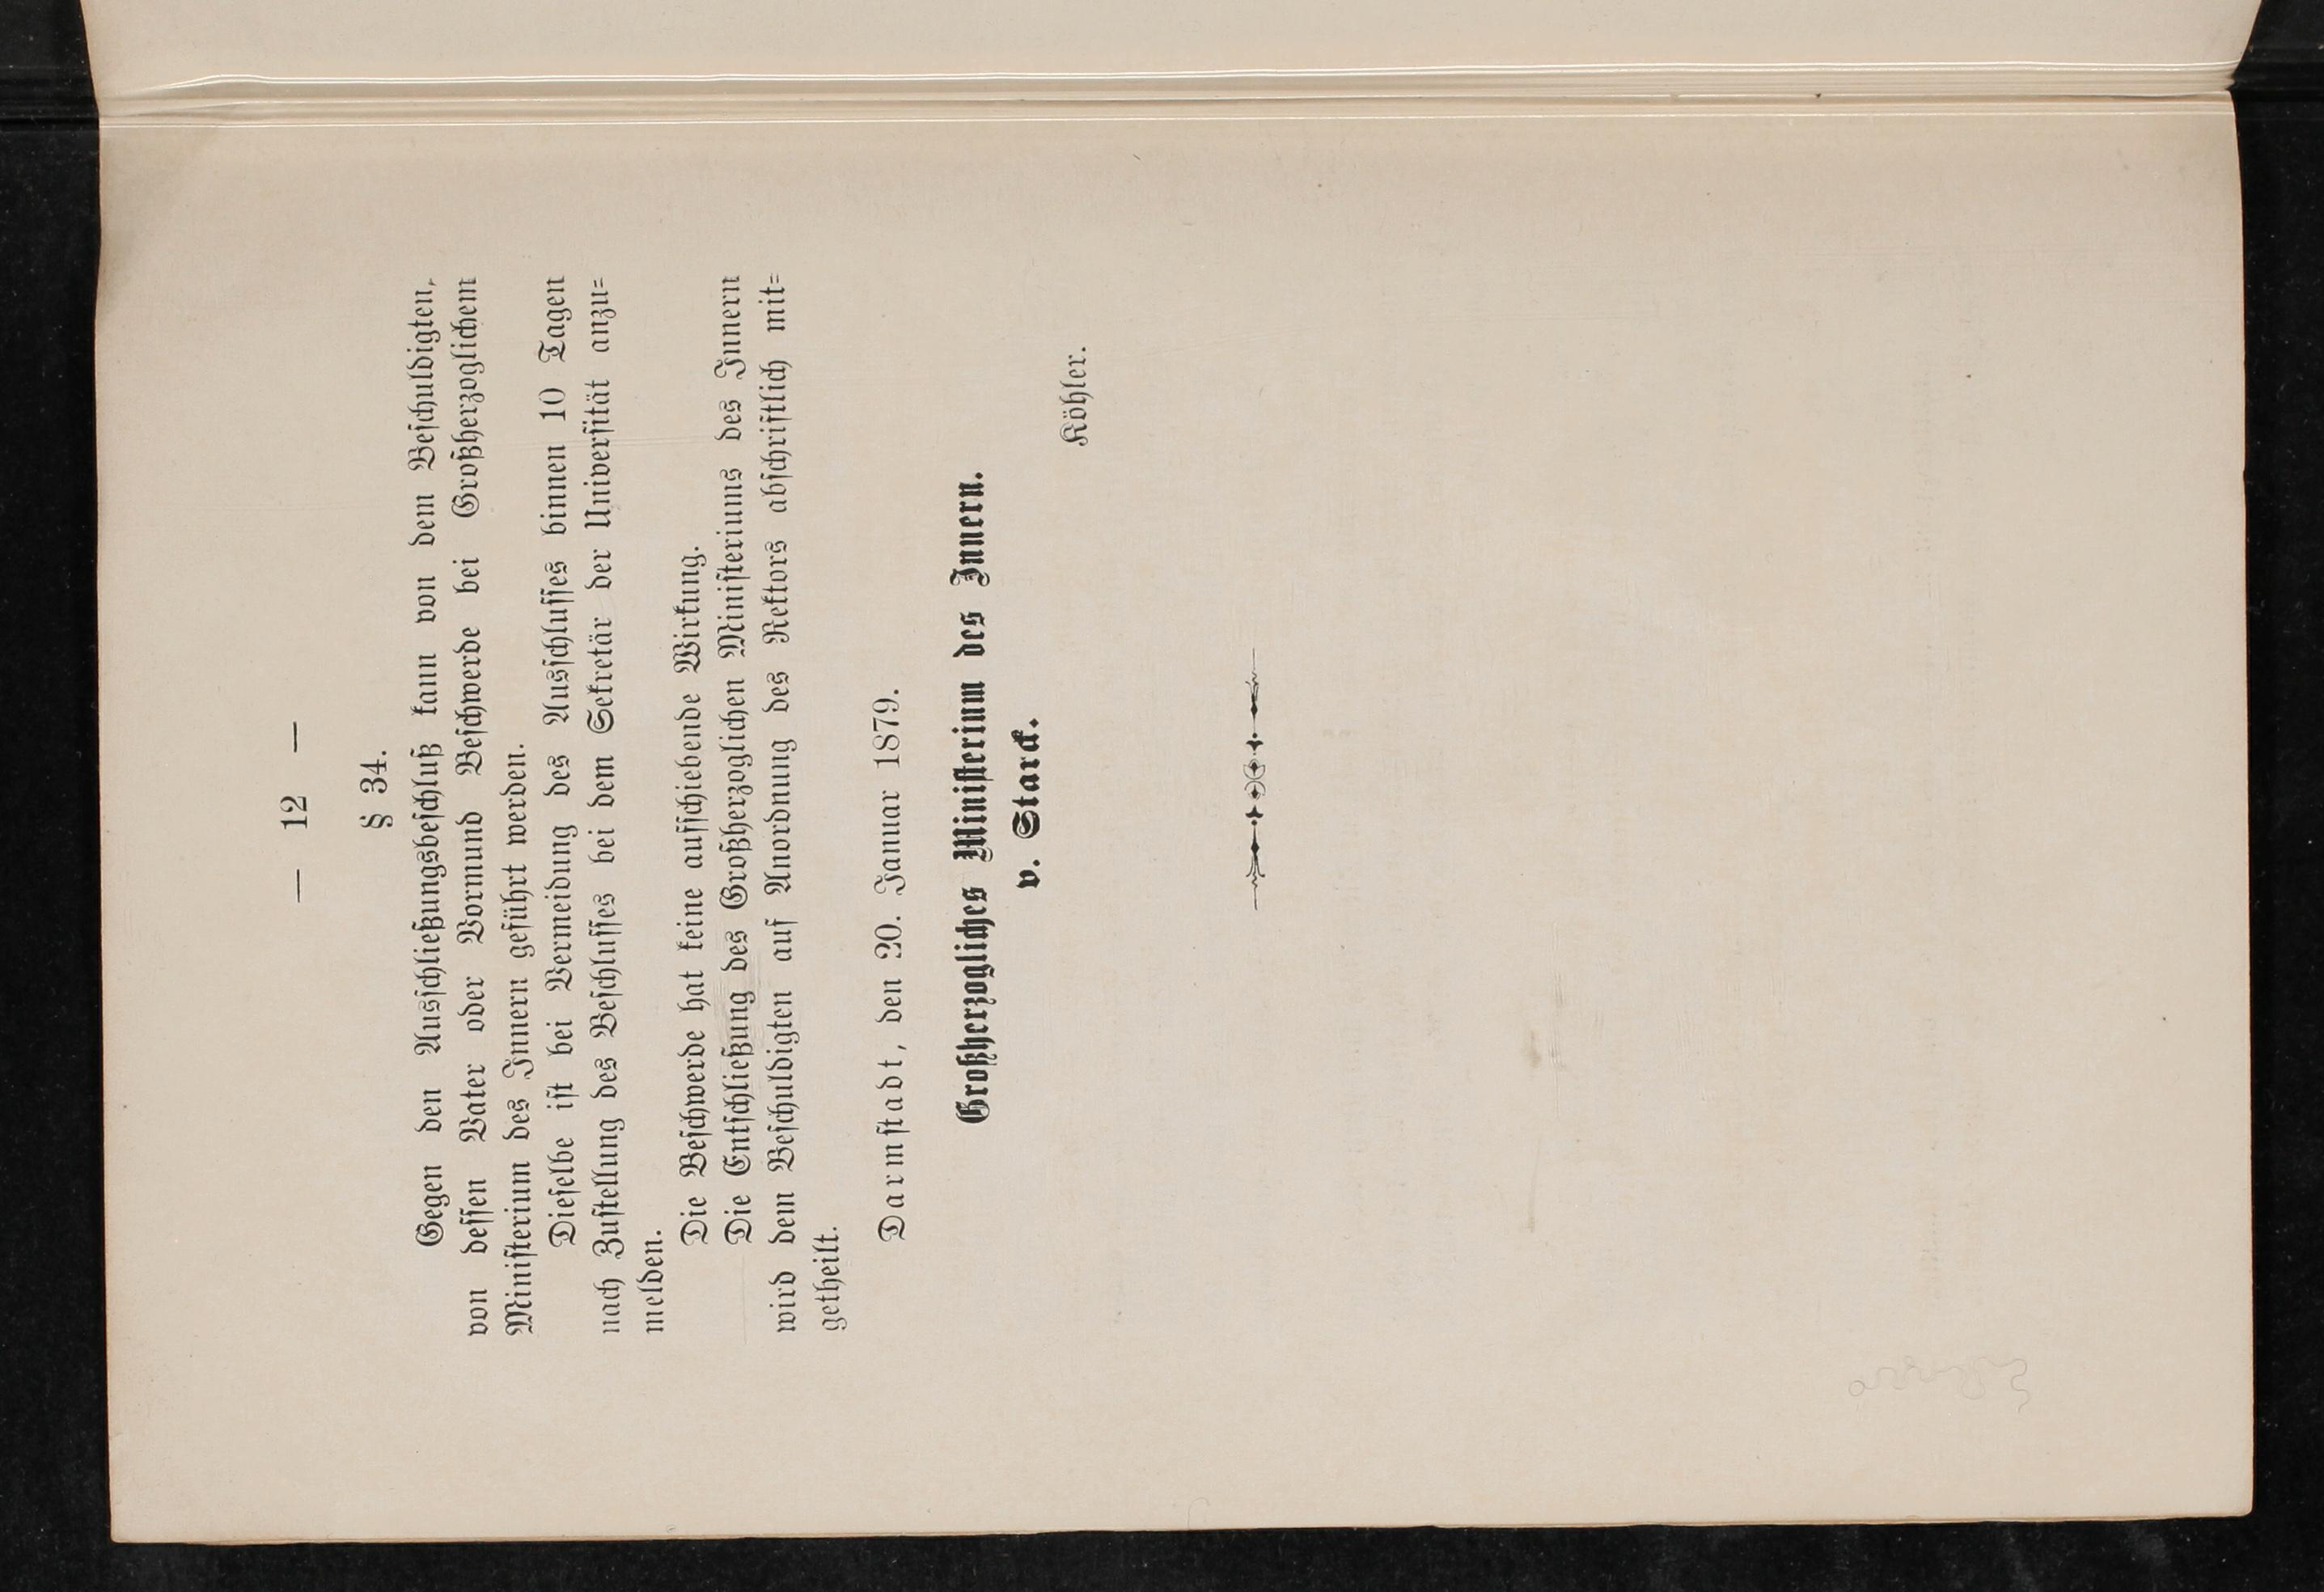 — 12 —
§ 34.
Gegen den Ausschließungsbeschluß kann von dem Beschuldigten,
von dessen Vater oder Vormund Beschwerde bei Großherzoglichem
Ministerium des Innern geführt werden.
Dieselbe ist bei Vermeidung des Ausschlusses binnen 10 Tagen
nach Zustellung des Beschlusses bei dem Sekretär der Universität anzu=
melden.
Die Beschwerde hat keine aufschiebende Wirkung.
Die Entschließung des Großherzoglichen Ministeriums des Innern
wird dem Beschuldigten auf Anordnung des Rektors abschriftlich mit=
getheilt.
Darmstadt, den 20. Januar 1879.
Großherzogliches Ministerium des Innern.
v. Starck.
Köhler.